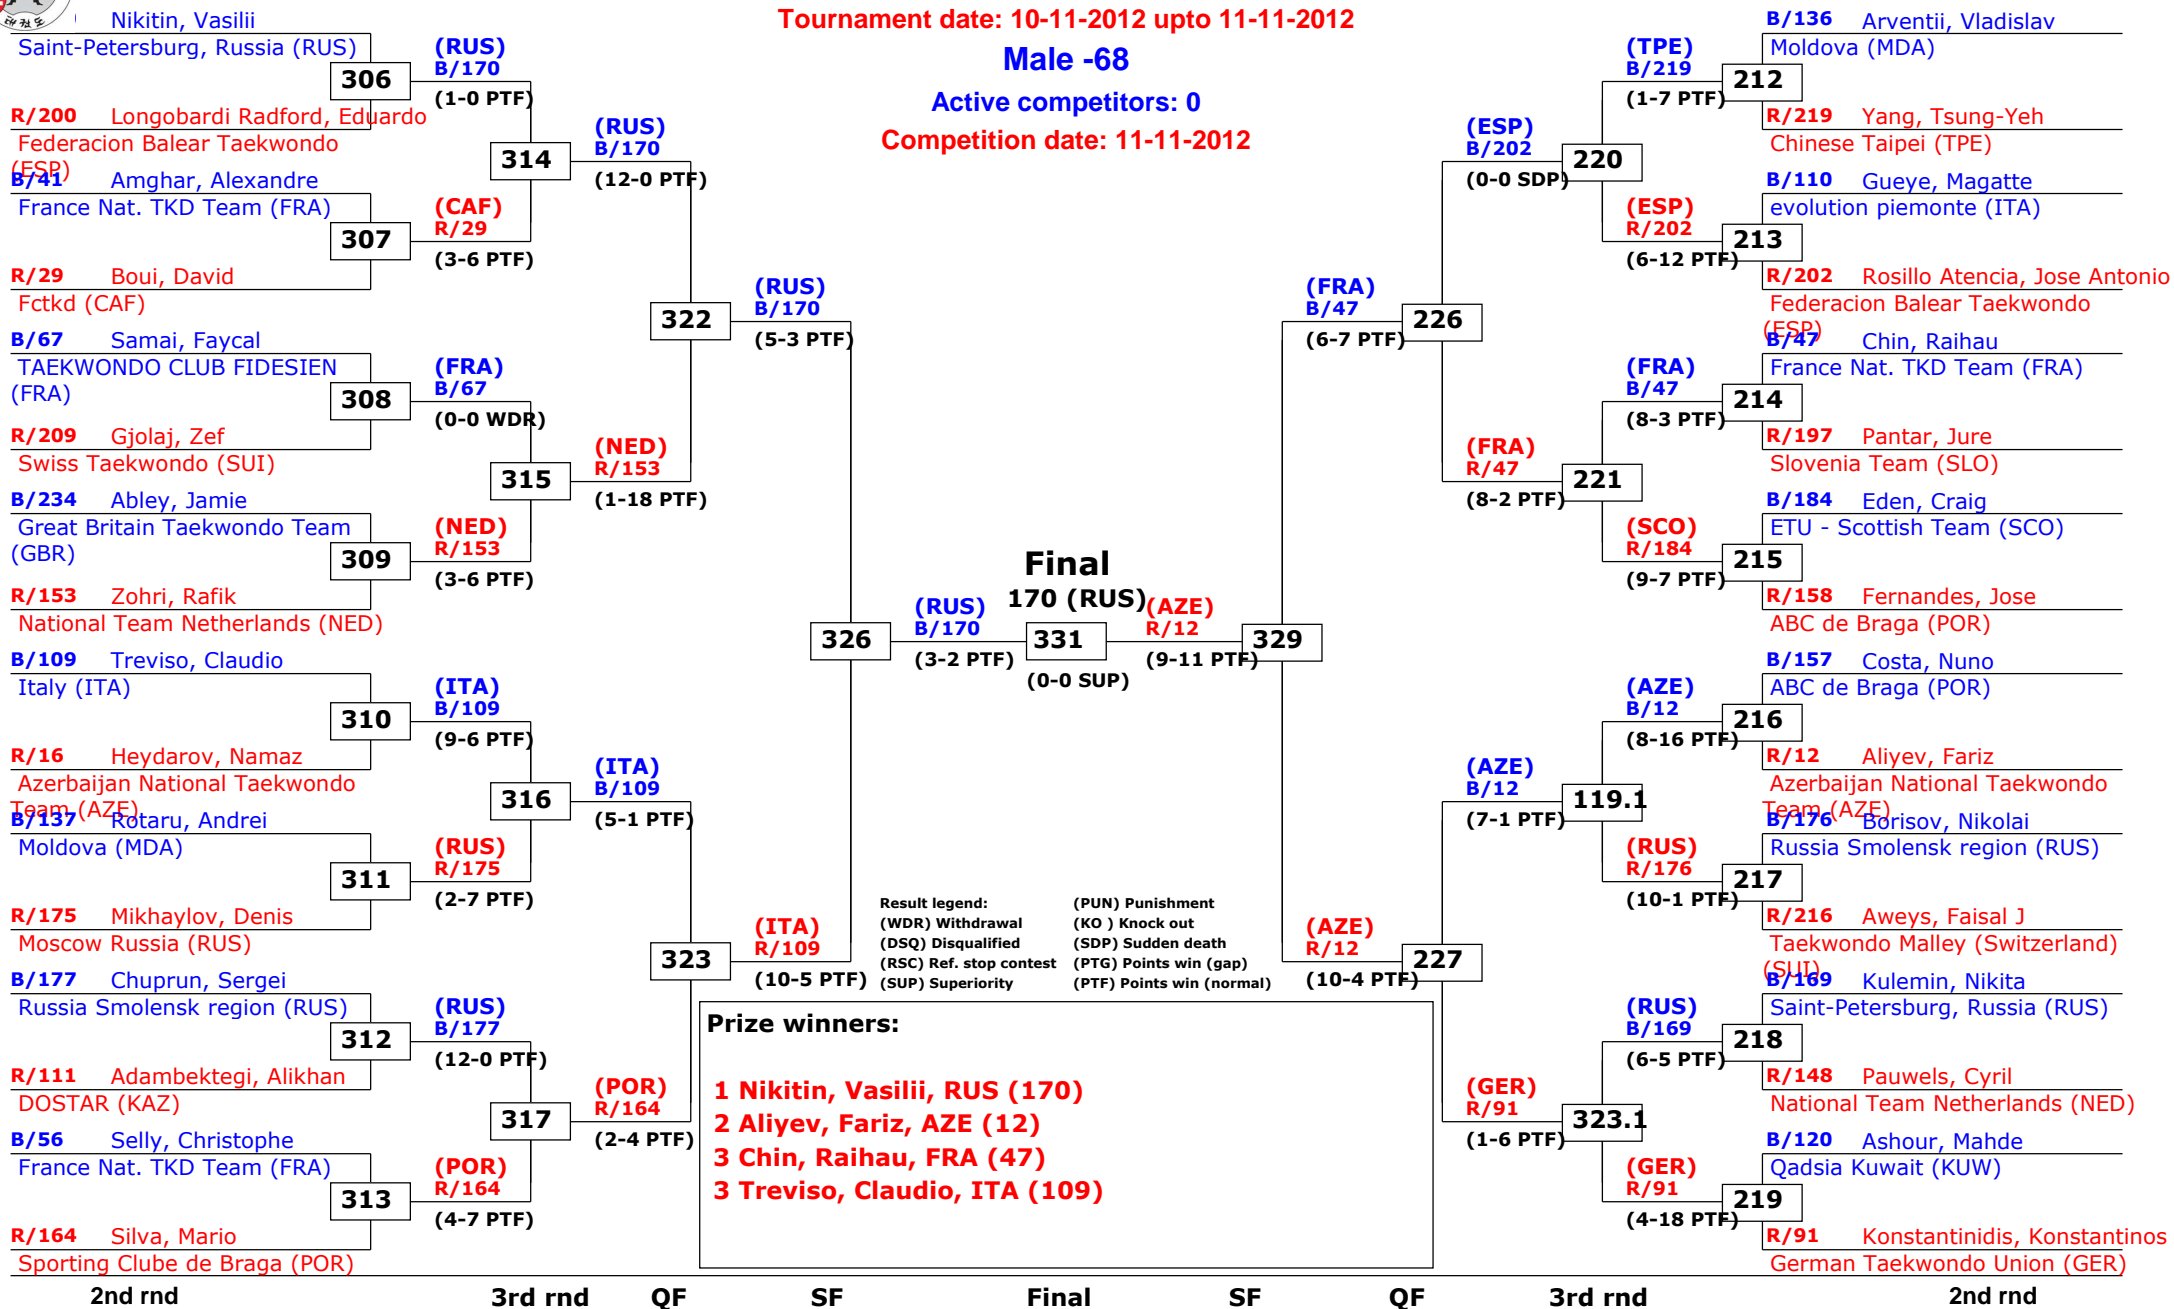 Tournament date: 10-11-2012 upto 11-11-2012
Male -68
Active competitors: 0
Competition date: 11-11-2012
Nikitin, Vasilii
Saint-Petersburg, Russia (RUS)
306
R/200 Longobardi Radford, Eduardo
Federacion Balear Taekwondo
(ESP)
B/41 Amghar, Alexandre
France Nat. TKD Team (FRA)
307
R/29 Boui, David
Fctkd (CAF)
B/67 Samai, Faycal
TAEKWONDO CLUB FIDESIEN
(FRA)
308
R/209 Gjolaj, Zef
Swiss Taekwondo (SUI)
B/234 Abley, Jamie
Great Britain Taekwondo Team
(GBR)
309
R/153 Zohri, Rafik
National Team Netherlands (NED)
B/109 Treviso, Claudio
Italy (ITA)
310
R/16 Heydarov, Namaz
Azerbaijan National Taekwondo
Team (AZE)
B/137 Rotaru, Andrei
Moldova (MDA)
311
R/175 Mikhaylov, Denis
Moscow Russia (RUS)
B/177 Chuprun, Sergei
Russia Smolensk region (RUS)
312
R/111 Adambektegi, Alikhan
DOSTAR (KAZ)
B/56 Selly, Christophe
France Nat. TKD Team (FRA)
313
R/164 Silva, Mario
Sporting Clube de Braga (POR)
(RUS)
B/170
(1-0 PTF)
314
(CAF)
R/29
(3-6 PTF)
(FRA)
B/67
(0-0 WDR)
315
(NED)
R/153
(3-6 PTF)
(ITA)
B/109
(9-6 PTF)
316
(RUS)
R/175
(2-7 PTF)
(RUS)
B/177
(12-0 PTF)
317
(POR)
R/164
(4-7 PTF)
(RUS)
B/170
(12-0 PTF)
322
(NED)
R/153
(1-18 PTF)
(ITA)
B/109
(5-1 PTF)
323
(POR)
R/164
(2-4 PTF)
(RUS)
B/170
(5-3 PTF)
326
(ITA)
R/109
(10-5 PTF)
(RUS)
B/170
(3-2 PTF)
Final
170 (RUS)
331
(0-0 SUP)
(AZE)
R/12
(9-11 PTF)
329
(FRA)
B/47
(6-7 PTF)
226
(AZE)
R/12
(10-4 PTF)
227
(ESP)
B/202
(0-0 SDP)
220
(FRA)
R/47
(8-2 PTF)
221
(AZE)
B/12
(7-1 PTF)
119.1
(GER)
R/91
(1-6 PTF)
323.1
(TPE)
B/219
(1-7 PTF)
(ESP)
R/202
(6-12 PTF)
(FRA)
B/47
(8-3 PTF)
(SCO)
R/184
(9-7 PTF)
(AZE)
B/12
(8-16 PTF)
(RUS)
R/176
(10-1 PTF)
(RUS)
B/169
(6-5 PTF)
(GER)
R/91
(4-18 PTF)
B/136 Arventii, Vladislav
Moldova (MDA)
212
R/219 Yang, Tsung-Yeh
Chinese Taipei (TPE)
B/110 Gueye, Magatte
evolution piemonte (ITA)
213
R/202 Rosillo Atencia, Jose Antonio
Federacion Balear Taekwondo
(ESP)
B/47 Chin, Raihau
France Nat. TKD Team (FRA)
214
R/197 Pantar, Jure
Slovenia Team (SLO)
B/184 Eden, Craig
ETU - Scottish Team (SCO)
215
R/158 Fernandes, Jose
ABC de Braga (POR)
B/157 Costa, Nuno
ABC de Braga (POR)
216
R/12 Aliyev, Fariz
Azerbaijan National Taekwondo
Team (AZE)
B/176 Borisov, Nikolai
Russia Smolensk region (RUS)
217
R/216 Aweys, Faisal J
Taekwondo Malley (Switzerland)
(SUI)
B/169 Kulemin, Nikita
Saint-Petersburg, Russia (RUS)
218
R/148 Pauwels, Cyril
National Team Netherlands (NED)
B/120 Ashour, Mahde
Qadsia Kuwait (KUW)
219
R/91 Konstantinidis, Konstantinos
German Taekwondo Union (GER)
Result legend: (PUN) Punishment
(WDR) Withdrawal (KO ) Knock out
(DSQ) Disqualified (SDP) Sudden death
(RSC) Ref. stop contest (PTG) Points win (gap)
(SUP) Superiority (PTF) Points win (normal)
Prize winners:
1 Nikitin, Vasilii, RUS (170)
2 Aliyev, Fariz, AZE (12)
3 Chin, Raihau, FRA (47)
3 Treviso, Claudio, ITA (109)
2nd rnd 3rd rnd QF SF Final SF QF 3rd rnd 2nd rnd